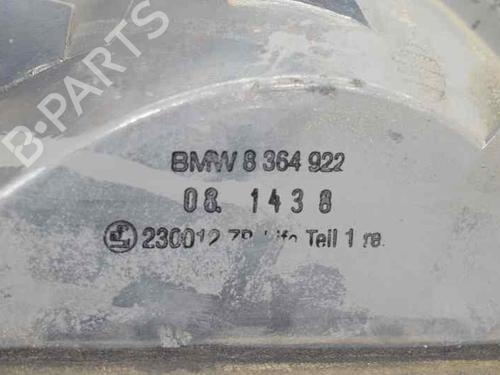 B-PARTS
BMW 8 364 922
08. 1438
230012 Teil 1 re.